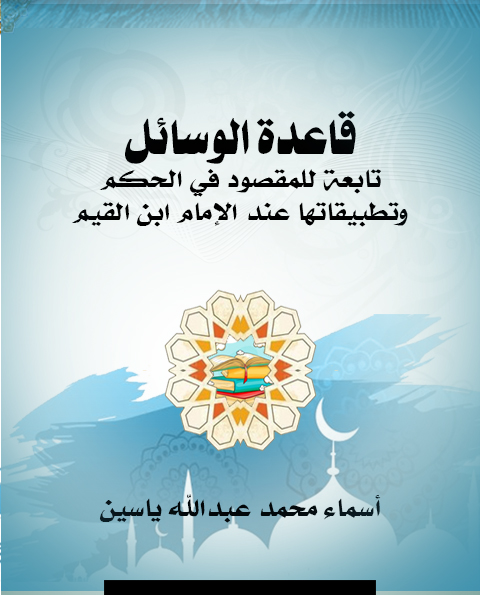 قاعدة الوسائل
تابعة للمقصود في الحكم
وتطبيقاتها عند الإمام ابن القيم
أسماء محمد عبدالله ياسين